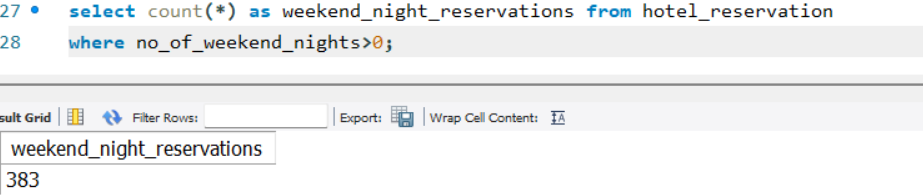 27 select count(*) as weekend_night_reservations from hotel_reservation
28 where no_of_weekend_nights>0;
sult Grid Filter Rows: Export: Wrap Cell Content: IA
weekend_night_reservations
383